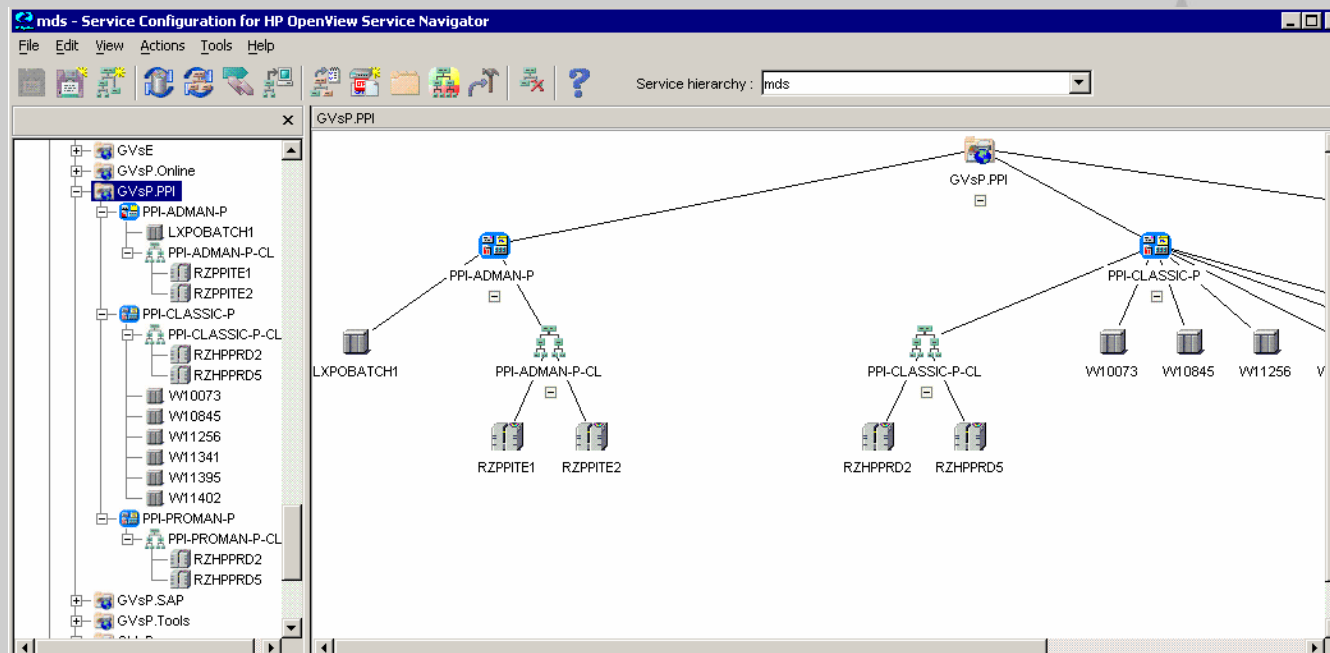 mds - Service Configuration for HP OpenView Service Navigator
File Edit View Actions Tools Help
Service hierarchy : mds
GVsP.PPI
GVsE
GVsP.Online
GVsP.PPI
PPI-ADMAN-P
LXPOBATCH1
PPI-ADMAN-P-CL
RZPPITE1
RZPPITE2
PPI-CLASSIC-P
PPI-CLASSIC-P-CL
RZHPPRD2
RZHPPRD5
W10073
W10845
W11256
W11341
W11395
W11402
PPI-PROMAN-P
PPI-PROMAN-P-CL
RZHPPRD2
RZHPPRD5
GVsP.SAP
GVsP.Tools
GVsP.PPI
PPI-ADMAN-P PPI-CLASSIC-P
LXPOBATCH1 PPI-ADMAN-P-CL PPI-CLASSIC-P-CL W10073 W10845 W11256
RZPPITE1 RZPPITE2 RZHPPRD2 RZHPPRD5